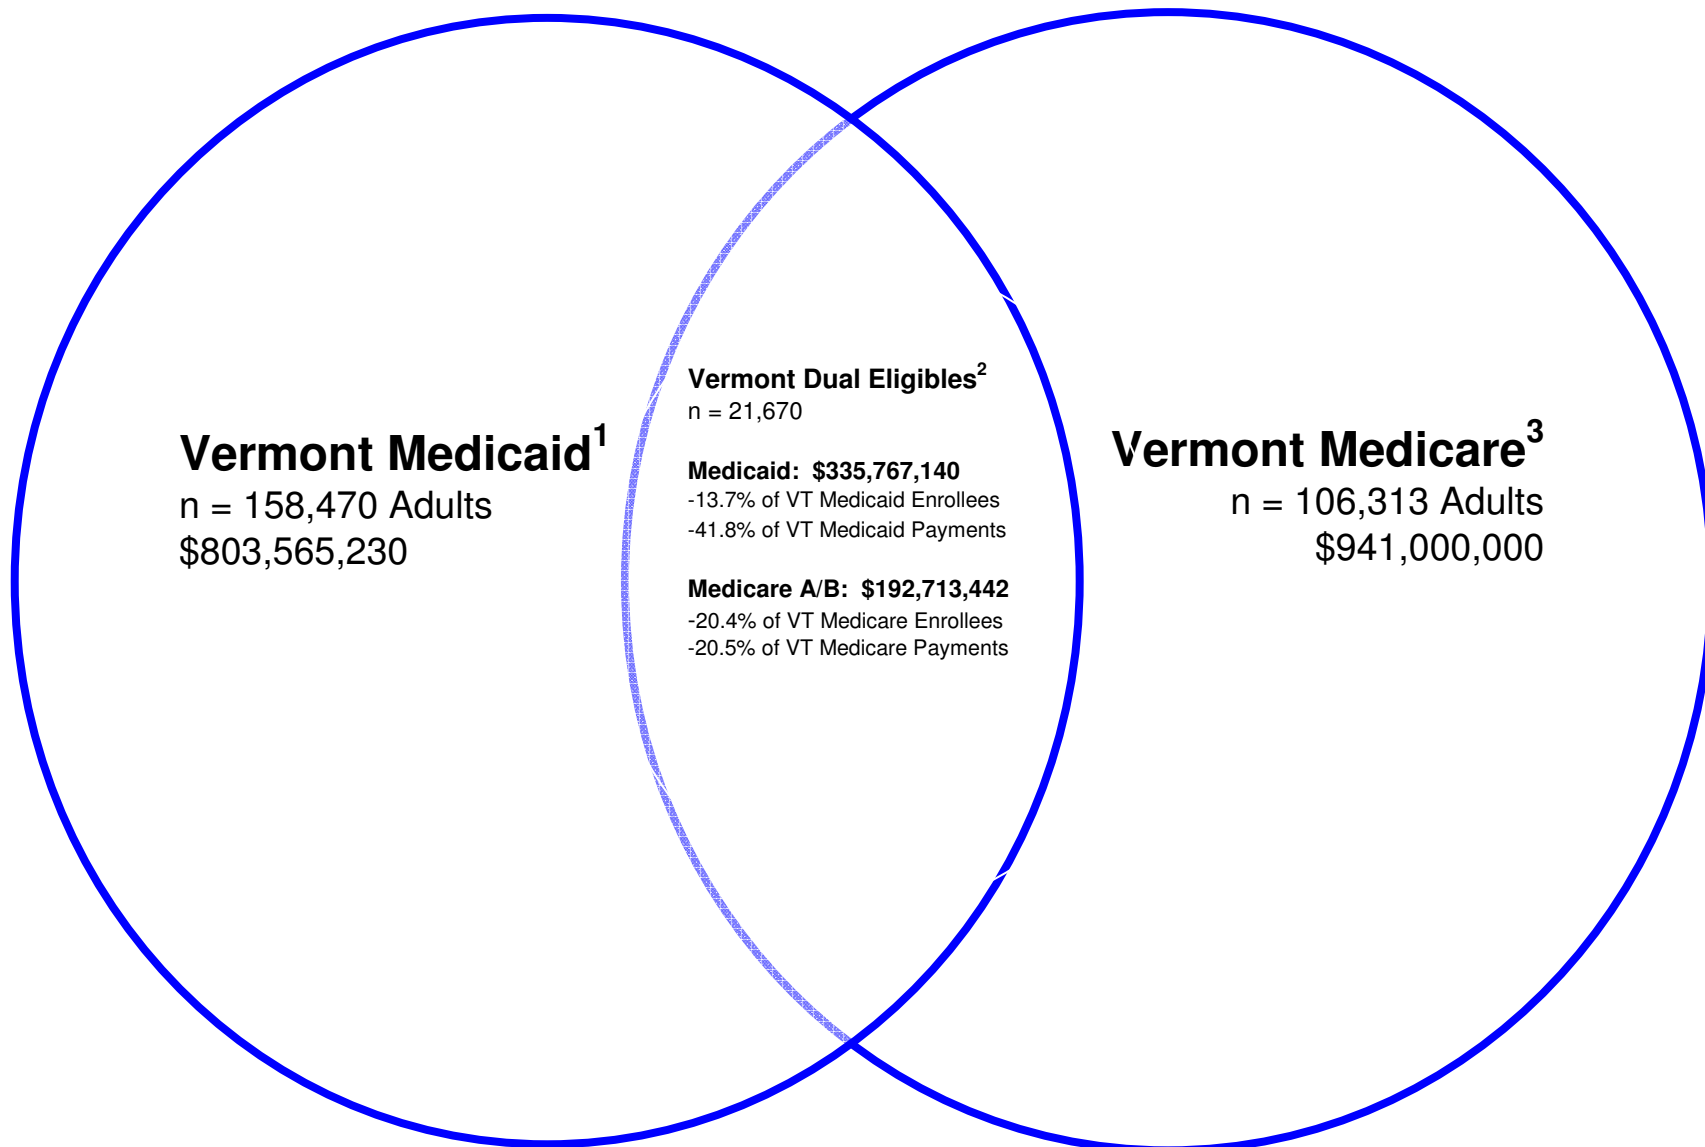 Vermont Medicaid¹
n = 158,470 Adults
$803,565,230
Vermont Dual Eligibles²
n = 21,670
Medicaid: $335,767,140
-13.7% of VT Medicaid Enrollees
-41.8% of VT Medicaid Payments
Medicare A/B: $192,713,442
-20.4% of VT Medicare Enrollees
-20.5% of VT Medicare Payments
Vermont Medicare³
n = 106,313 Adults
$941,000,000